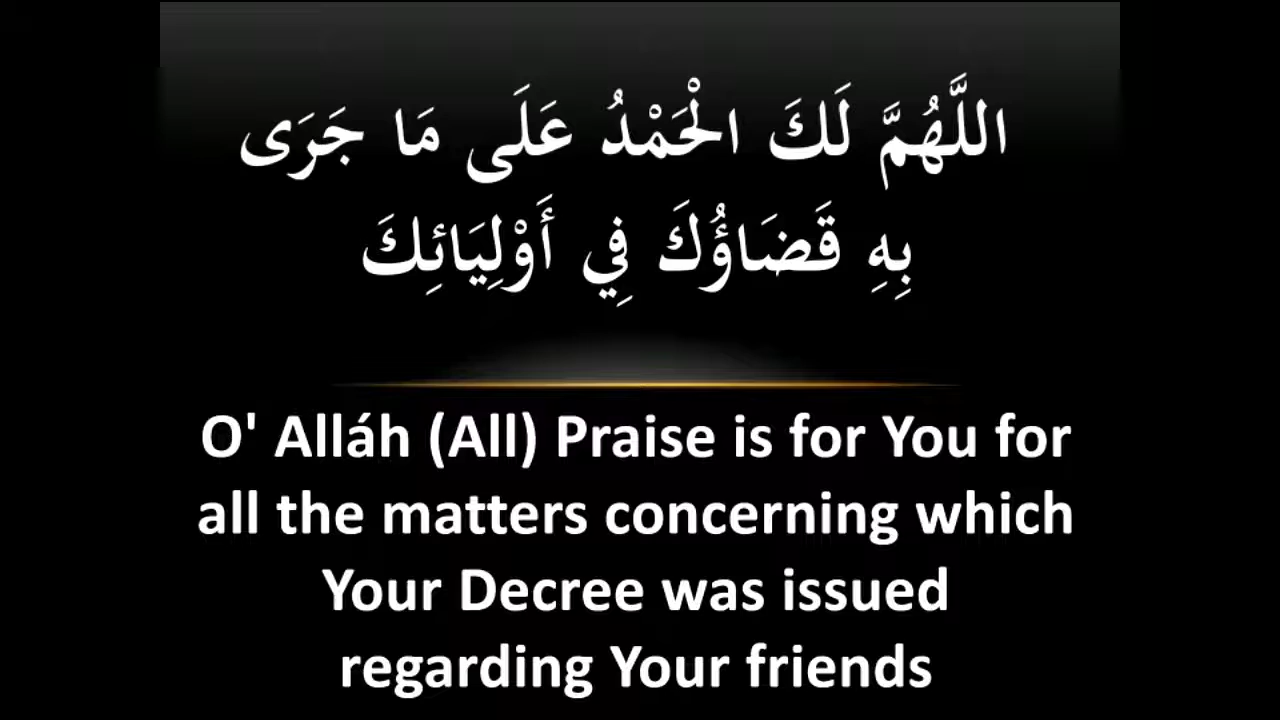 اللَّهُمَّ لَكَ الْحَمْدُ عَلَى مَا جَرَى
بِهِ قَضَاؤُكَ فِي أَوْلِيَائِكَ
O' Alláh (All) Praise is for You for
all the matters concerning which
Your Decree was issued
regarding Your friends